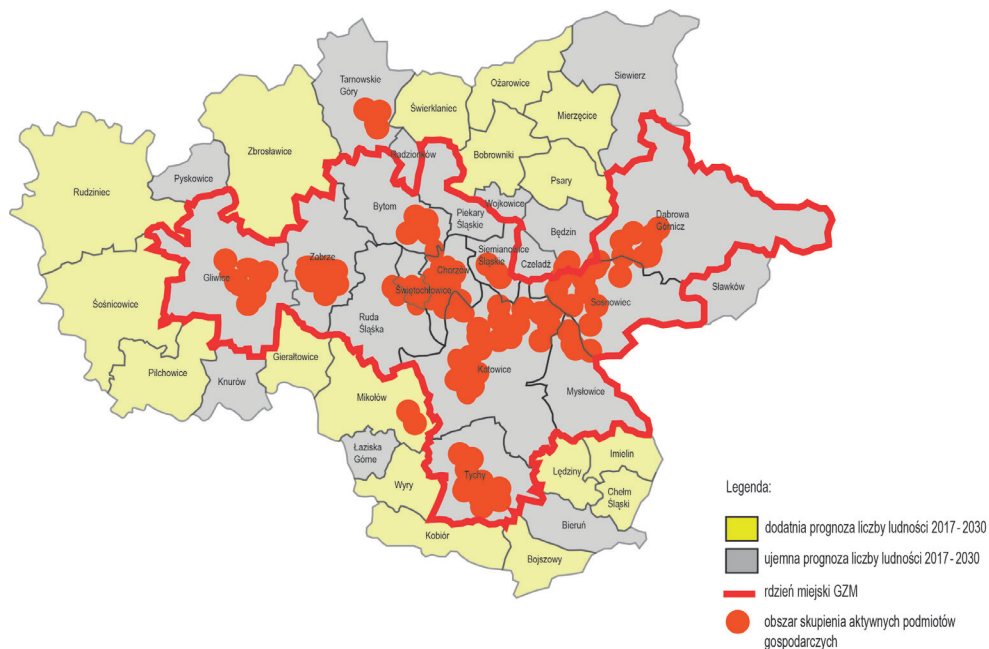 Siewierz
Tarnowskie
Góry
Ożarowice
Świerklaniec
Mierzęcice
Zbrosławice
Radzionków
Bobrowniki
Rudziniec
Pyskowice
Psary
Wojkowice
Bytom
Piekary
Śląskie
Będzin
Dąbrowa
Górnicz
Siemianowice
Śląskie
Czeladź
Zabrze
Chorzów
Gliwice
Świętochłowice
Sławków
Sosnowiec
Sośnicowice
Ruda
Śląska
Gierałtowice
Pilchowice
Knurów
Katowice
Mikołów
Mysłowice
Łaziska
Górne
Imielin
Lędziny
Tychy
Wyry
Chełm
Śląski
Bieruń
Kobiór
Bojszowy
Legenda:
dodatnia prognoza liczby ludności 2017 - 2030
ujemna prognoza liczby ludności 2017 - 2030
rdzień miejski GZM
obszar skupienia aktywnych podmiotów
gospodarczych